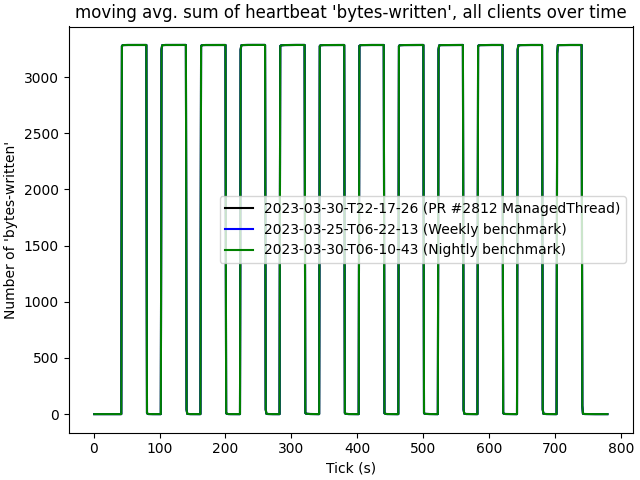 moving avg. sum of heartbeat 'bytes-written', all clients over time
Number of 'bytes-written'
3000
2500
2000
1500
1000
500
0
2023-03-30-T22-17-26 (PR #2812 ManagedThread)
2023-03-25-T06-22-13 (Weekly benchmark)
2023-03-30-T06-10-43 (Nightly benchmark)
0 100 200 300 400 500 600 700 800
Tick (s)